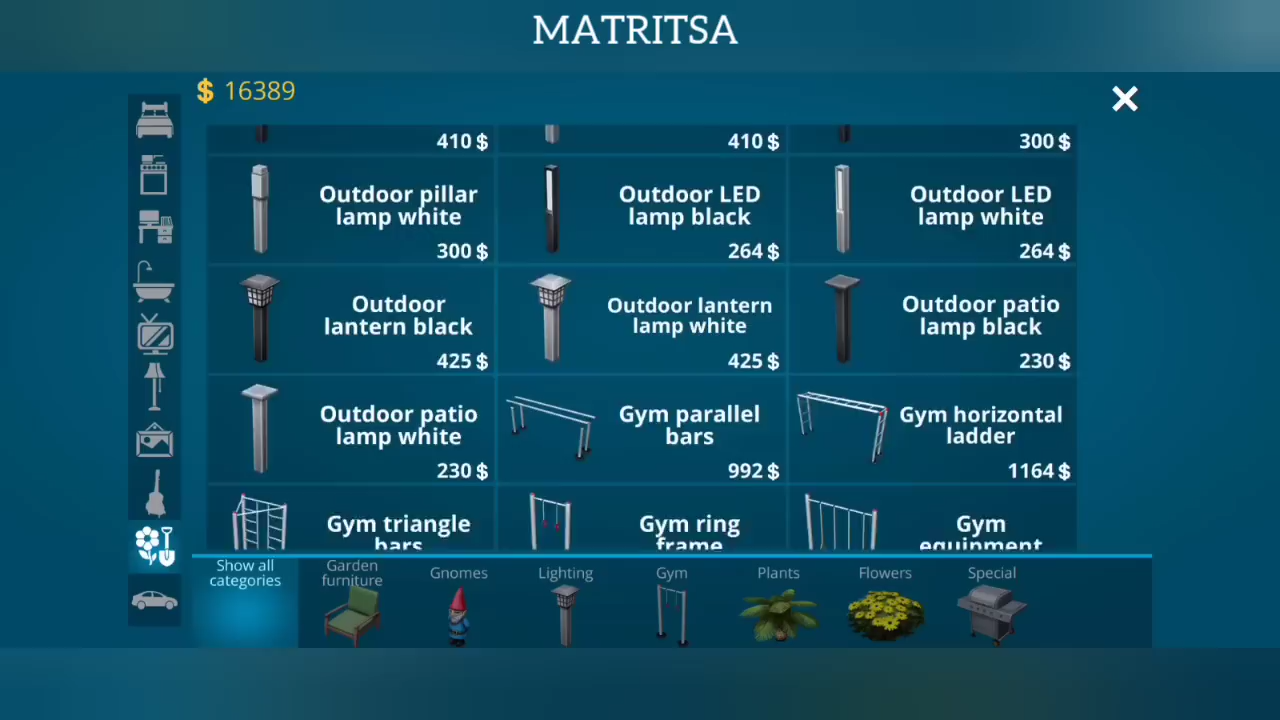 MATRITSA
$ 16389
410 $
410 $
300 $
Outdoor pillar
lamp white
300 $
Outdoor LED
lamp black
264 $
Outdoor LED
lamp white
264 $
Outdoor
lantern black
425 $
Outdoor lantern
lamp white
425 $
Outdoor patio
lamp black
230 $
Outdoor patio
lamp white
230 $
Gym parallel
bars
992 $
Gym horizontal
ladder
1164 $
Gym triangle
bars
Gym ring
frame
Gym
equipment
Show all
categories
Garden
furniture
Gnomes
Lighting
Gym
Plants
Flowers
Special